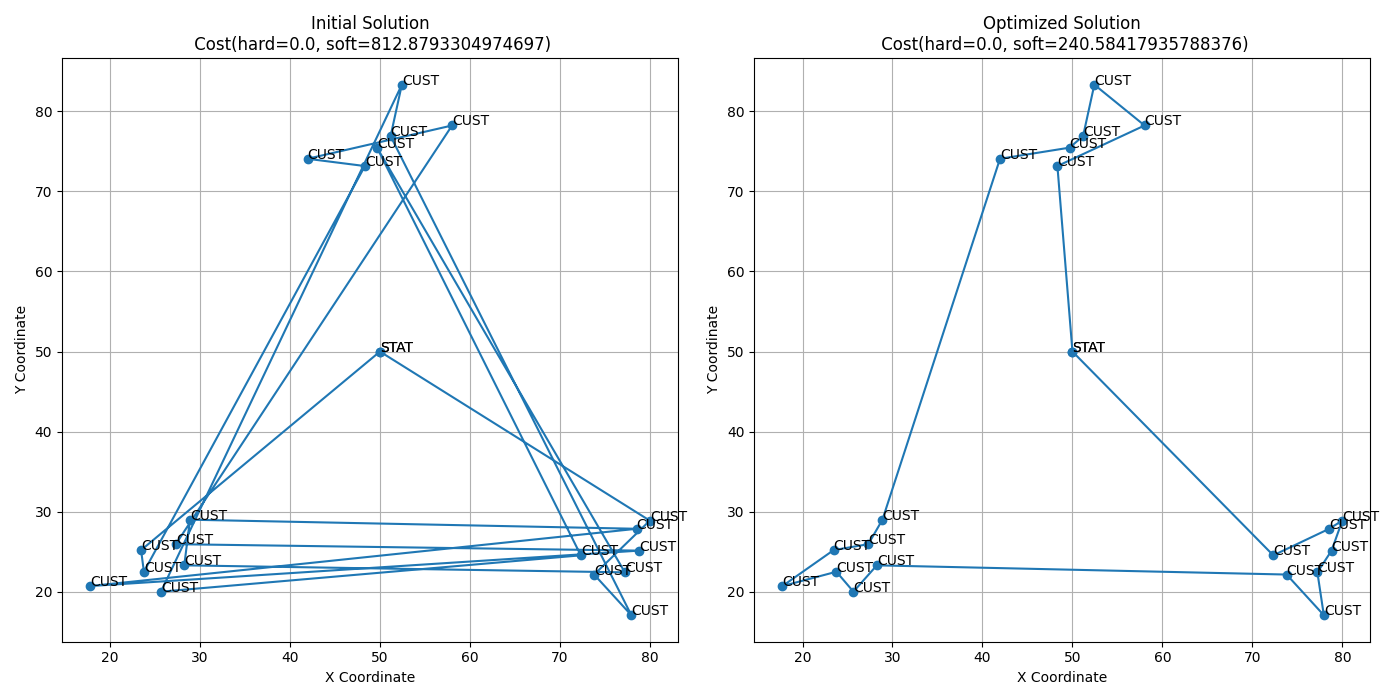 Initial Solution
Cost(hard=0.0, soft=812.8793304974697)
Y Coordinate
80
70
60
50
40
30
20
CUST
CUST
CUST
CUST
CUST
CUST
STAT
CUST
CUST
CUST
CUST
CUST
CUST
CUST
CUST
CUST
CUST
CUST
CUST
CUST
CUST
20
30
40
50
60
70
80
X Coordinate
Optimized Solution
Cost(hard=0.0, soft=240.58417935788376)
Y Coordinate
80
70
60
50
40
30
20
CUST
CUST
CUST
CUST
CUST
CUST
STAT
CUST
CUST
CUST
CUST
CUST
CUST
CUST
CUST
CUST
CUST
CUST
CUST
CUST
CUST
20
30
40
50
60
70
80
X Coordinate